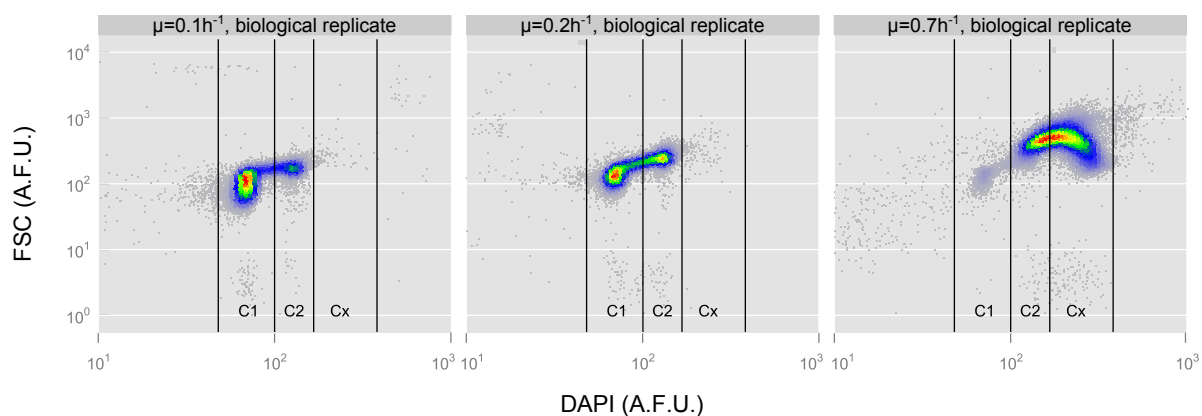 μ=0.1h⁻¹, biological replicate
μ=0.2h⁻¹, biological replicate
μ=0.7h⁻¹, biological replicate
FSC (A.F.U.)
10⁴
10³
10²
10¹
10⁰
C1 C2 Cx
C1 C2 Cx
C1 C2 Cx
10¹ 10² 10³
10¹ 10² 10³
10¹ 10² 10³
DAPI (A.F.U.)